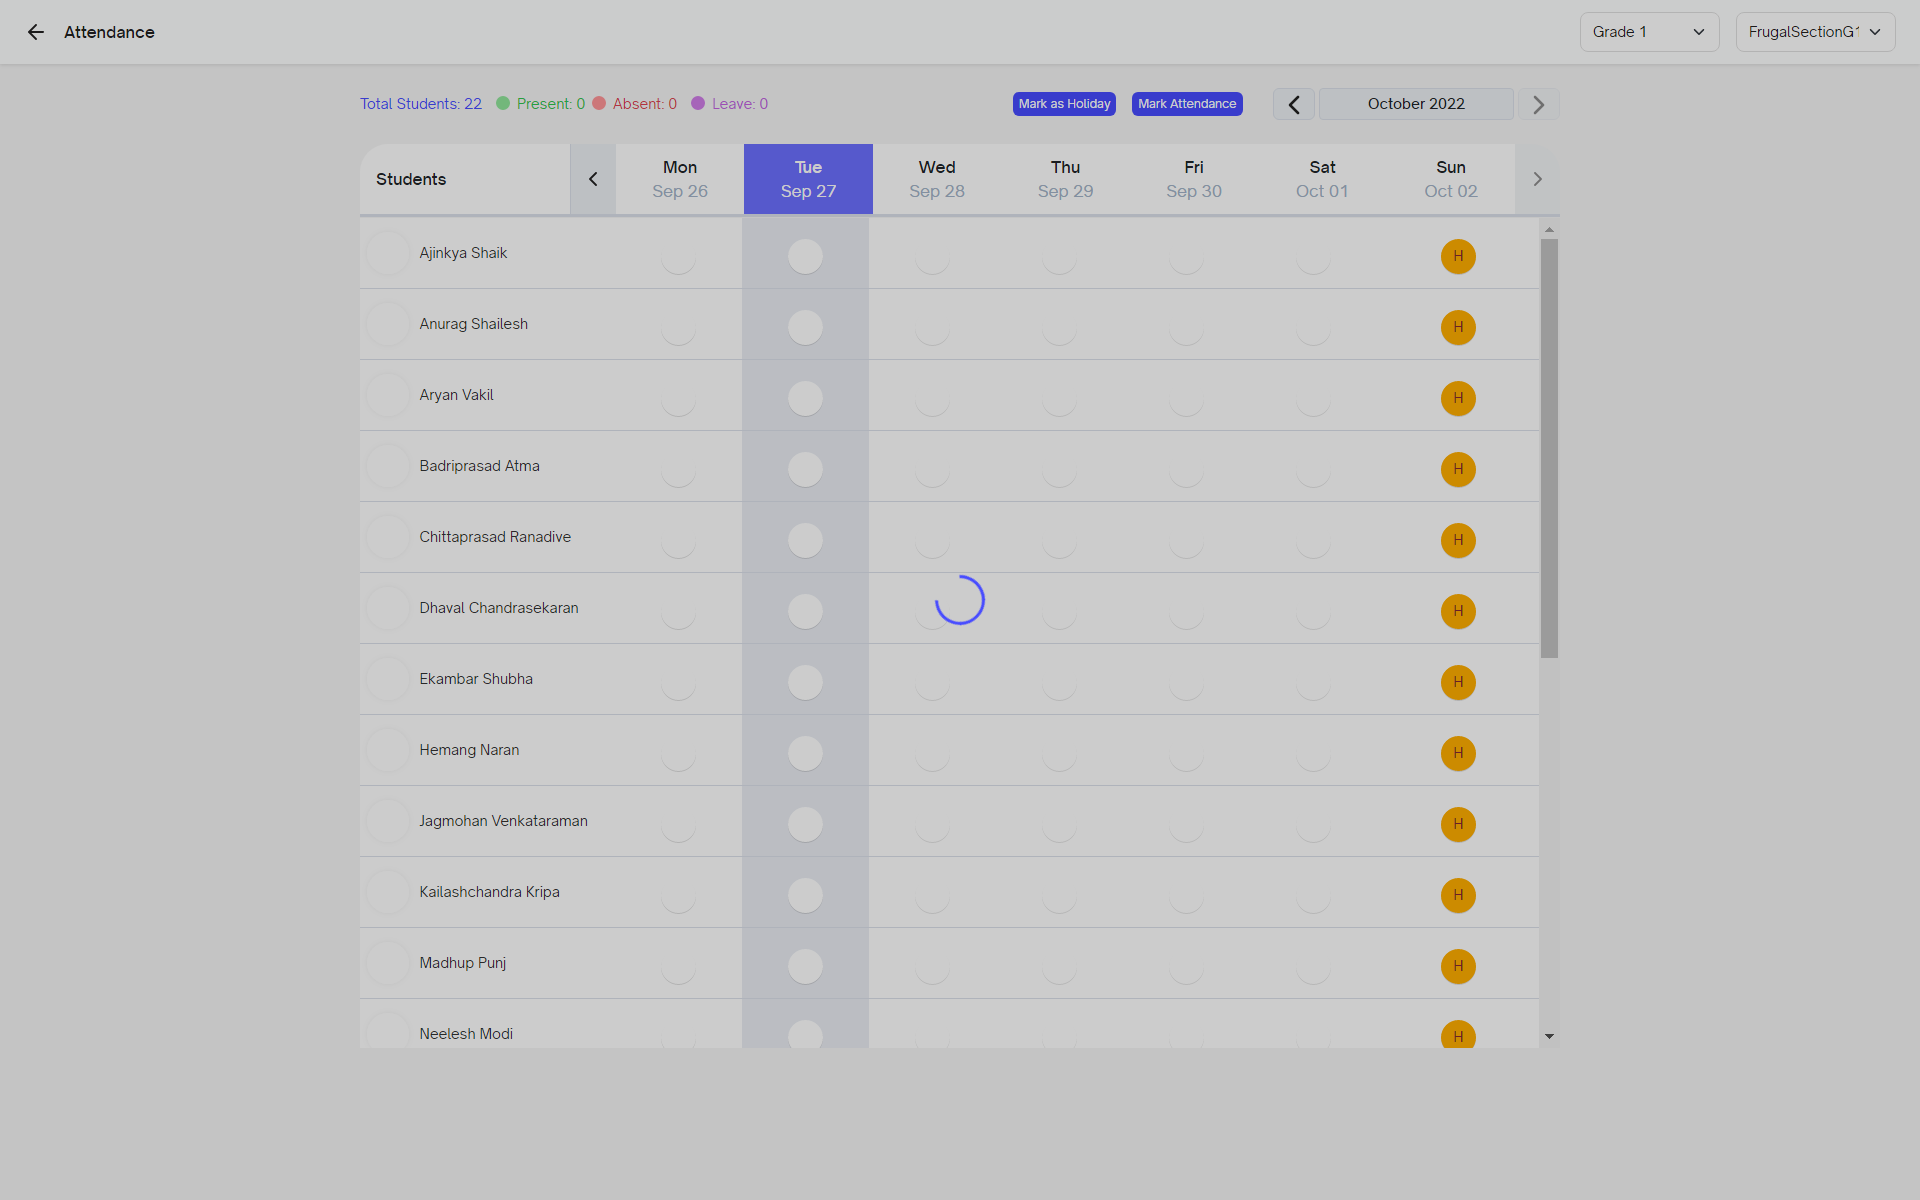 Attendance
Grade 1
FrugalSectionG1
Total Students: 22 Present: 0 Absent: 0 Leave: 0
Mark as Holiday Mark Attendance October 2022
Students Mon Tue Wed Thu Fri Sat Sun
Sep 26 Sep 27 Sep 28 Sep 29 Sep 30 Oct 01 Oct 02
Ajinkya Shaik H
Anurag Shailesh H
Aryan Vakil H
Badriprasad Atma H
Chittaprasad Ranadive H
Dhaval Chandrasekaran H
Ekambar Shubha H
Hemang Naran H
Jagmohan Venkataraman H
Kailashchandra Kripa H
Madhup Punj H
Neelesh Modi H